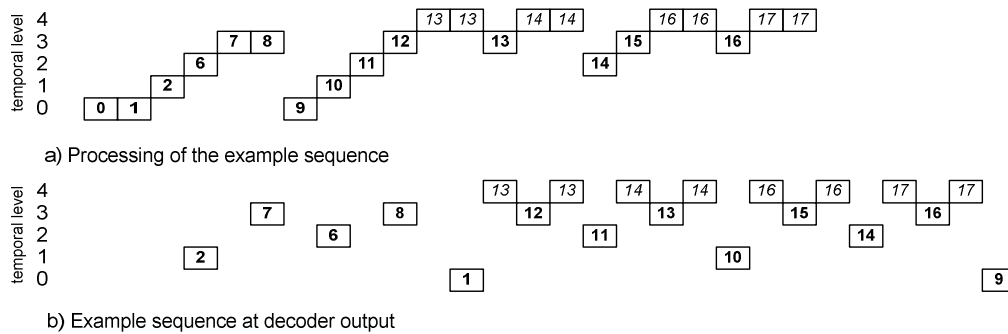 temporal level
4 13 13 14 14 16 16 17 17
3 7 8 12 13 15 16
2 6 11 14
1 2 10
0 0 1 9
a) Processing of the example sequence
temporal level
4 13 13 14 14 16 16 17 17
3 7 8 12 13 15 16
2 6 11 14
1 2 10
0 1 9
b) Example sequence at decoder output